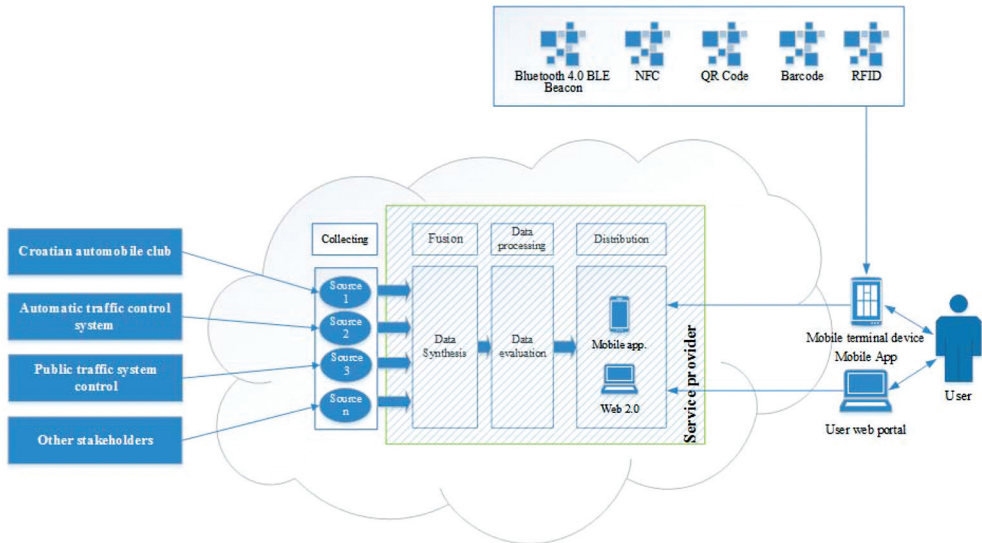 Bluetooth 4.0 BLE
Beacon
NFC
QR Code
Barcode
RFID
Croatian automobile club
Automatic traffic control
system
Public traffic system
control
Other stakeholders
Collecting
Source
1
Source
2
Source
3
Source
n
Fusion
Data
Synthesis
Data
processing
Data
evaluation
Distribution
Mobile app.
Web 2.0
Service provider
Mobile terminal device
Mobile App
User web portal
User